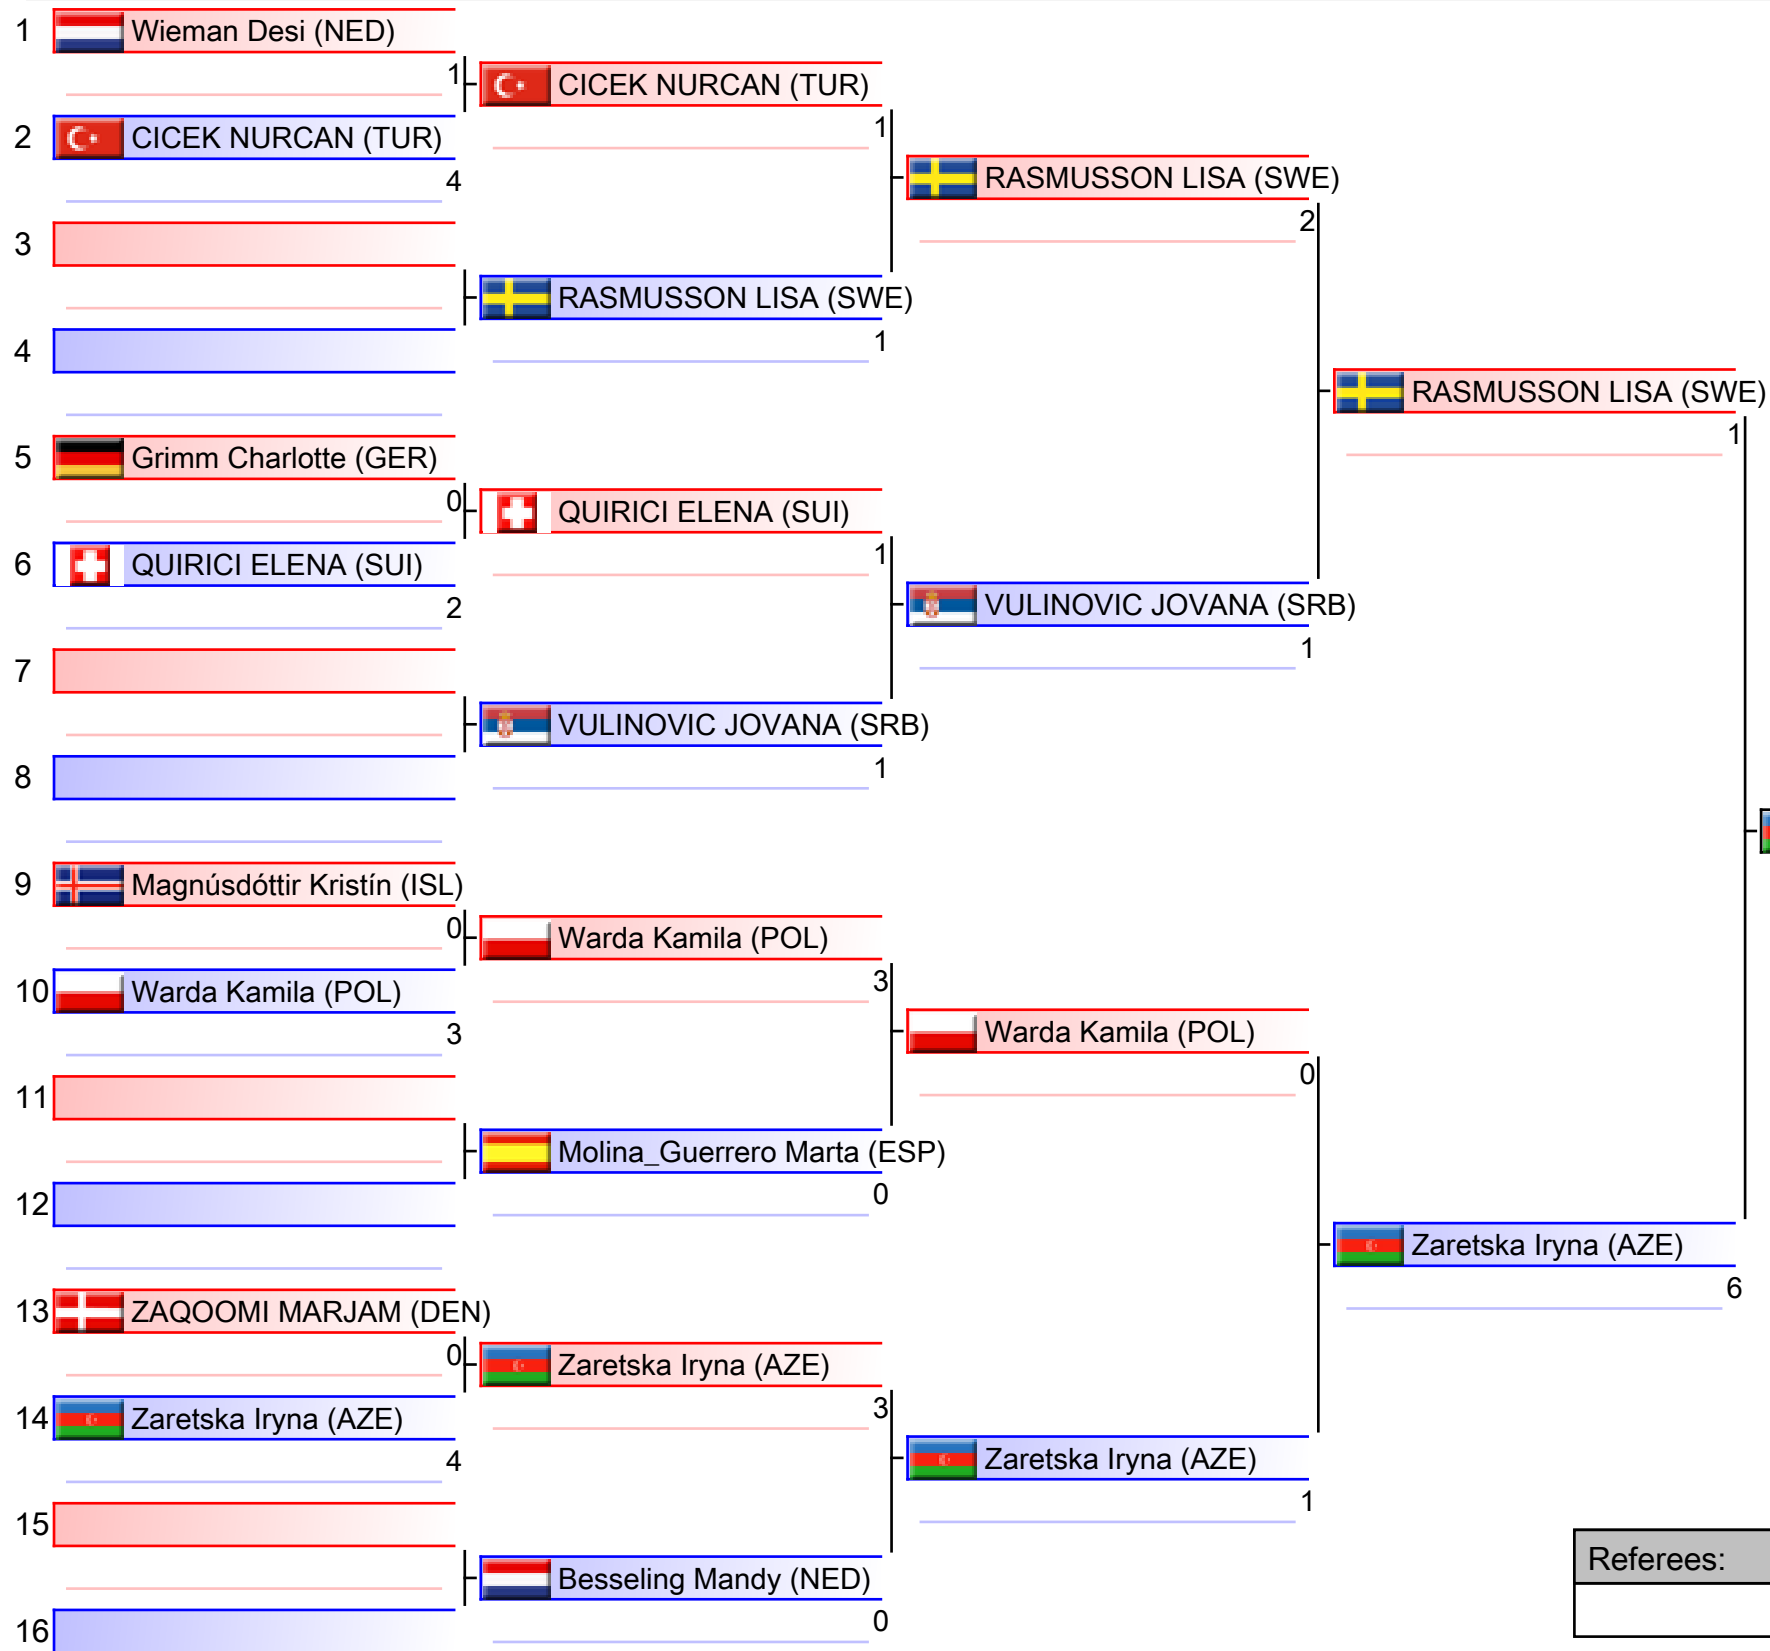 1 Wieman Desi (NED)
1
CICEK NURCAN (TUR)
1
2 CICEK NURCAN (TUR)
4
RASMUSSON LISA (SWE)
2
3
RASMUSSON LISA (SWE)
1
4
RASMUSSON LISA (SWE)
1
5 Grimm Charlotte (GER)
0
QUIRICI ELENA (SUI)
1
6 QUIRICI ELENA (SUI)
2
VULINOVIC JOVANA (SRB)
1
7
VULINOVIC JOVANA (SRB)
1
8
9 Magnúsdóttir Kristín (ISL)
0
Warda Kamila (POL)
3
10 Warda Kamila (POL)
3
Warda Kamila (POL)
0
11
Molina_Guerrero Marta (ESP)
0
12
Zaretska Iryna (AZE)
6
13 ZAQOOMI MARJAM (DEN)
0
Zaretska Iryna (AZE)
3
14 Zaretska Iryna (AZE)
4
Zaretska Iryna (AZE)
1
15
Besseling Mandy (NED)
0
16
Referees: